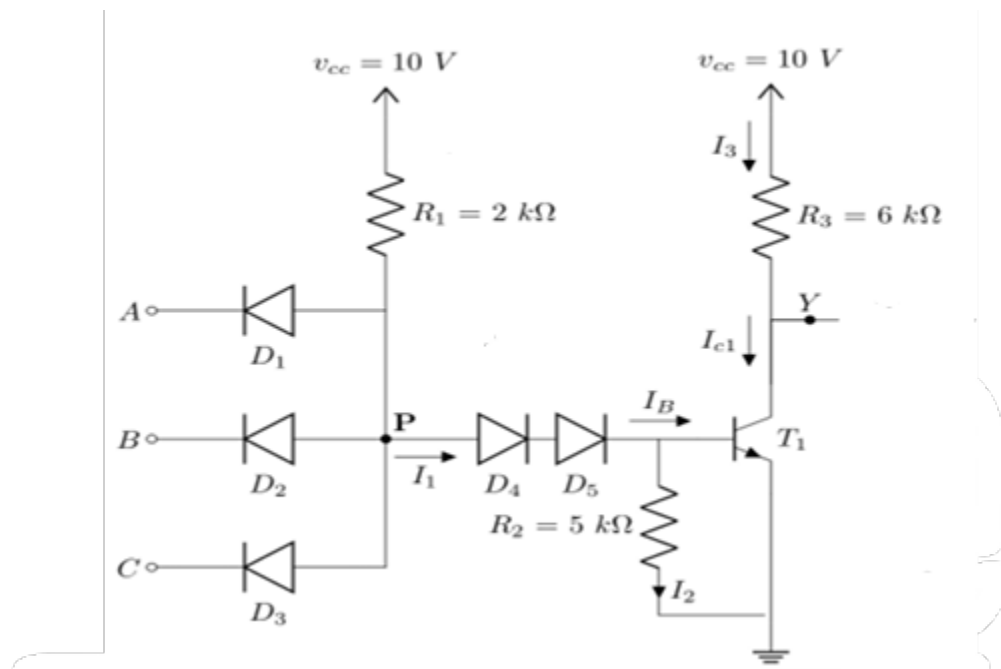 v_cc = 10 V
v_cc = 10 V
I_3
R_1 = 2 kΩ
R_3 = 6 kΩ
A
Y
D_1
I_c1
I_B
B
P
T_1
I_1
D_2
D_4
D_5
R_2 = 5 kΩ
C
I_2
D_3